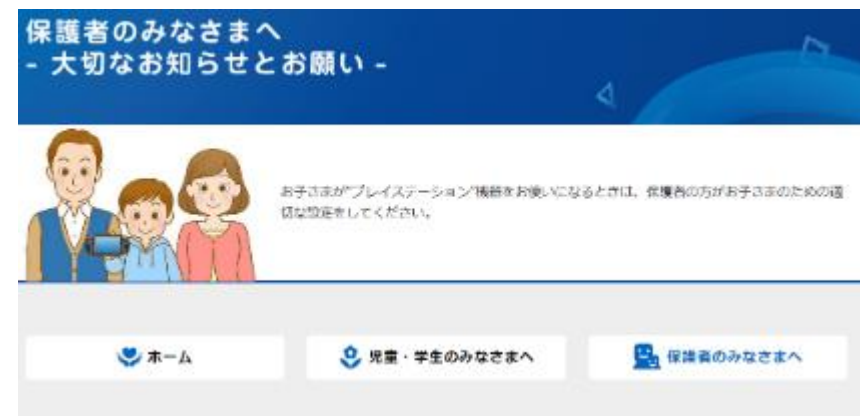 保護者のみなさまへ
- 大切なお知らせとお願い -
お子さまが"プレイステーション"機器をお使いになるときは、保護者の方がお子さまのための適
切な設定をしてください。
ホーム
児童・学生のみなさまへ
保護者のみなさまへ